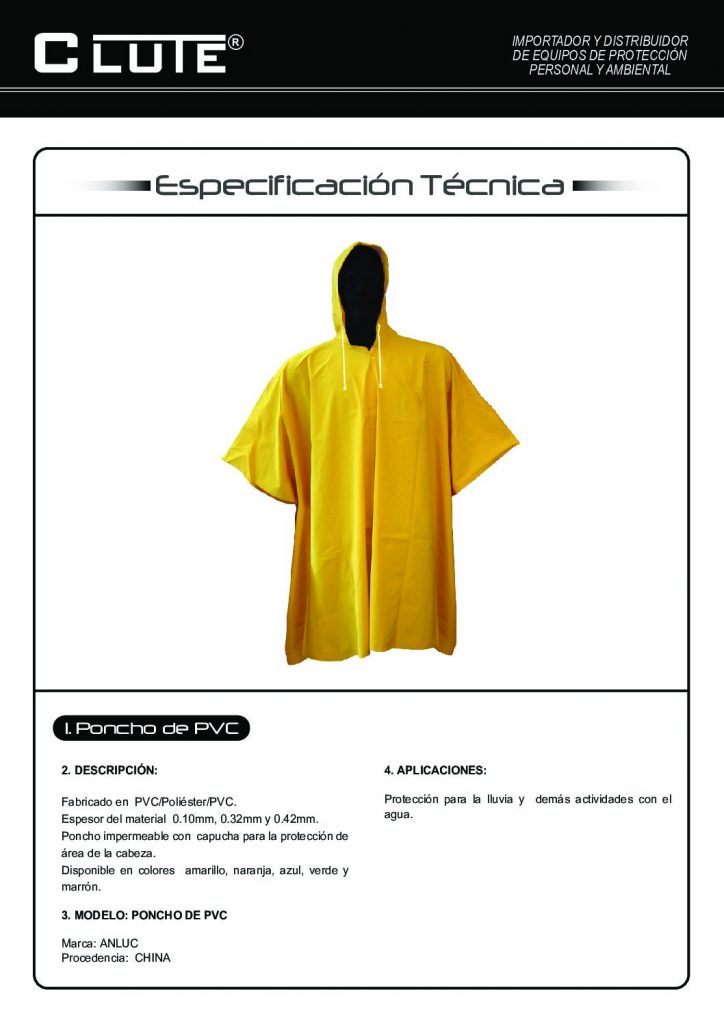 CLUTE®
IMPORTADOR Y DISTRIBUIDOR
DE EQUIPOS DE PROTECCIÓN
PERSONAL Y AMBIENTAL
Especificación Técnica
1. Poncho de PVC
2. DESCRIPCIÓN:
Fabricado en PVC/Poliéster/PVC.
Espesor del material 0.10mm, 0.32mm y 0.42mm.
Poncho impermeable con capucha para la protección de
área de la cabeza.
Disponible en colores amarillo, naranja, azul, verde y
marrón.
3. MODELO: PONCHO DE PVC
Marca: ANLUC
Procedencia: CHINA
4. APLICACIONES:
Protección para la lluvia y demás actividades con el
agua.